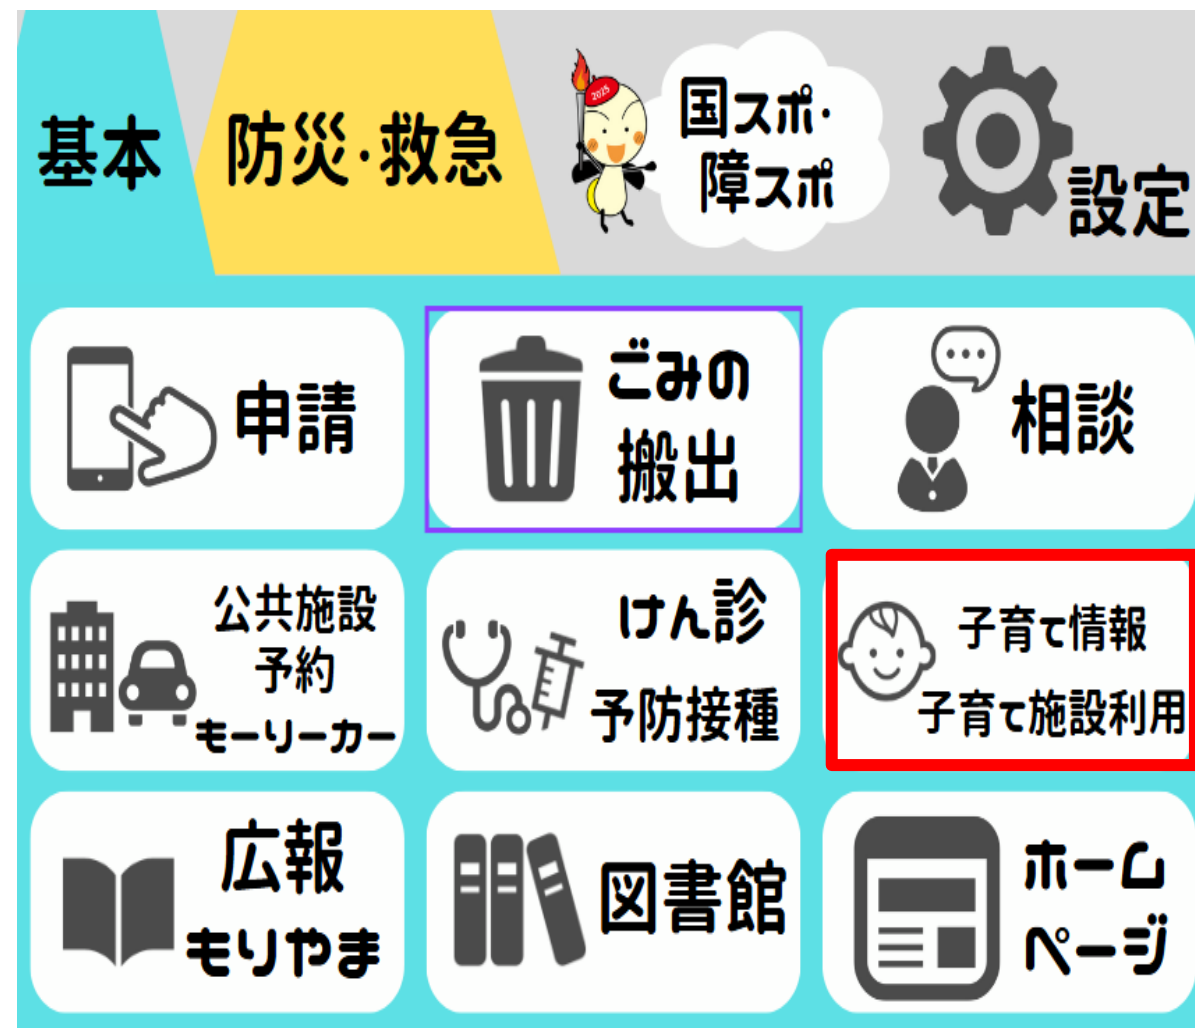 基本
防災・救急
2025
国スポ・
障スポ
設定
申請
ごみの
搬出
相談
公共施設
予約
もーりーカー
けん診
予防接種
子育て情報
子育て施設利用
広報
もりやま
図書館
ホーム
ページ